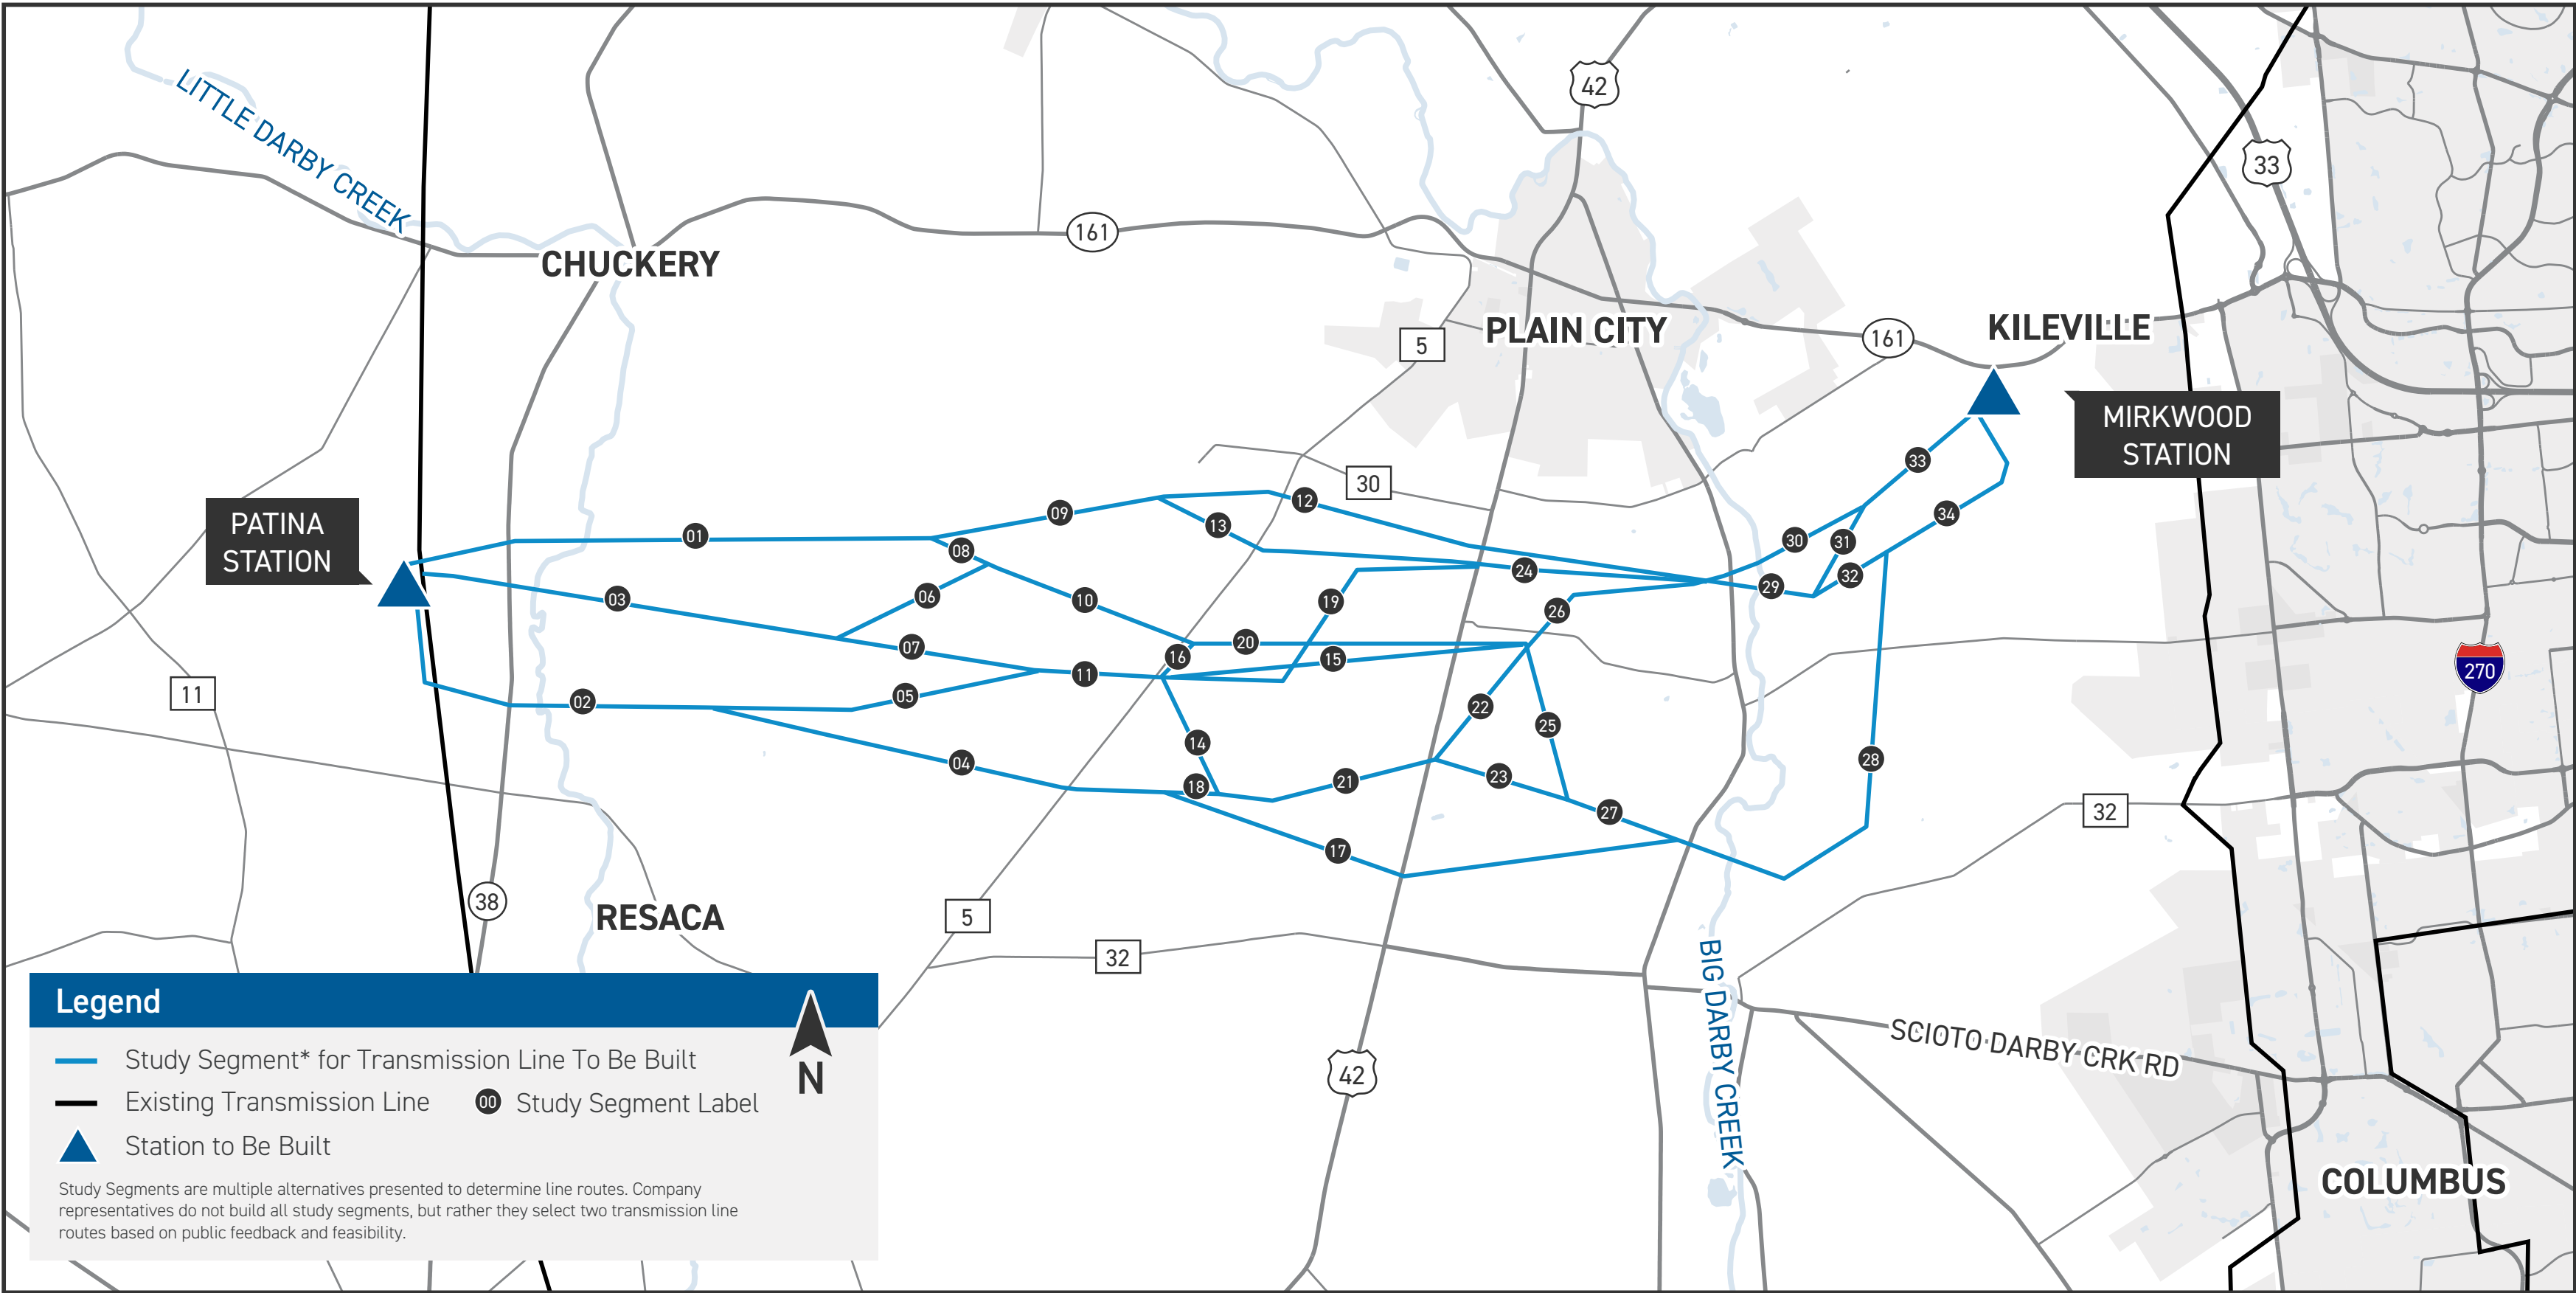 42
33
LITTLE DARBY CREEK
161
CHUCKERY
PLAIN CITY
KILEVILLE
5
161
MIRKWOOD
STATION
30
PATINA
STATION
33
12
09
34
13
01
30
31
08
24
32
29
06
03
10
19
26
20
07
16
15
11
270
11
05
02
22
25
14
28
04
23
21
18
32
27
17
38
5
RESACA
32
BIG DARBY CREEK
SCIOTO DARBY CRK RD
42
COLUMBUS
Legend
N
Study Segment* for Transmission Line To Be Built
Existing Transmission Line
00 Study Segment Label
Station to Be Built
Study Segments are multiple alternatives presented to determine line routes. Company
representatives do not build all study segments, but rather they select two transmission line
routes based on public feedback and feasibility.